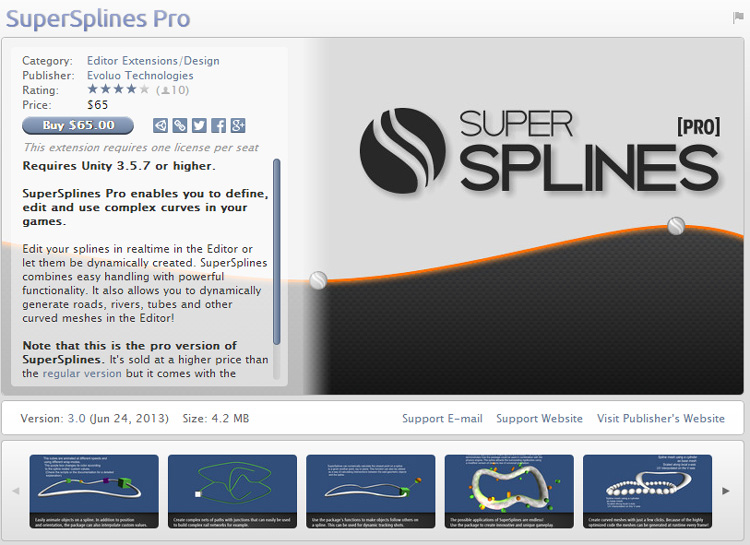 SuperSplines Pro
Category: Editor Extensions/Design
Publisher: Evoluo Technologies
Rating: (10)
Price: $65
Buy $65.00
This extension requires one license per seat
Requires Unity 3.5.7 or higher.
SuperSplines Pro enables you to define,
edit and use complex curves in your
games.
Edit your splines in realtime in the Editor or
let them be dynamically created. SuperSplines
combines easy handling with powerful
functionality. It also allows you to dynamically
generate roads, rivers, tubes and other
curved meshes in the Editor!
Note that this is the pro version of
SuperSplines. It's sold at a higher price than
the regular version but it comes with the
SUPER
[PRO]
SPLINES
Version: 3.0 (Jun 24, 2013) Size: 4.2 MB
Support E-mail Support Website Visit Publisher's Website
Easily animate objects on a spline. In addition to position
and orientation, the package can also interpolate custom values.
Create complex nets of paths with junctions that can easily be used
to build complex rail networks for example.
Use the package's functions to make objects follow others on
a spline. This can be used for dynamic tracking shots.
The possible applications of SuperSplines are endless!
Use the package to create innovative and unique gameplay
Create curved meshes with just a few clicks. Because of the highly
optimized code the meshes can be generated at runtime every frame!